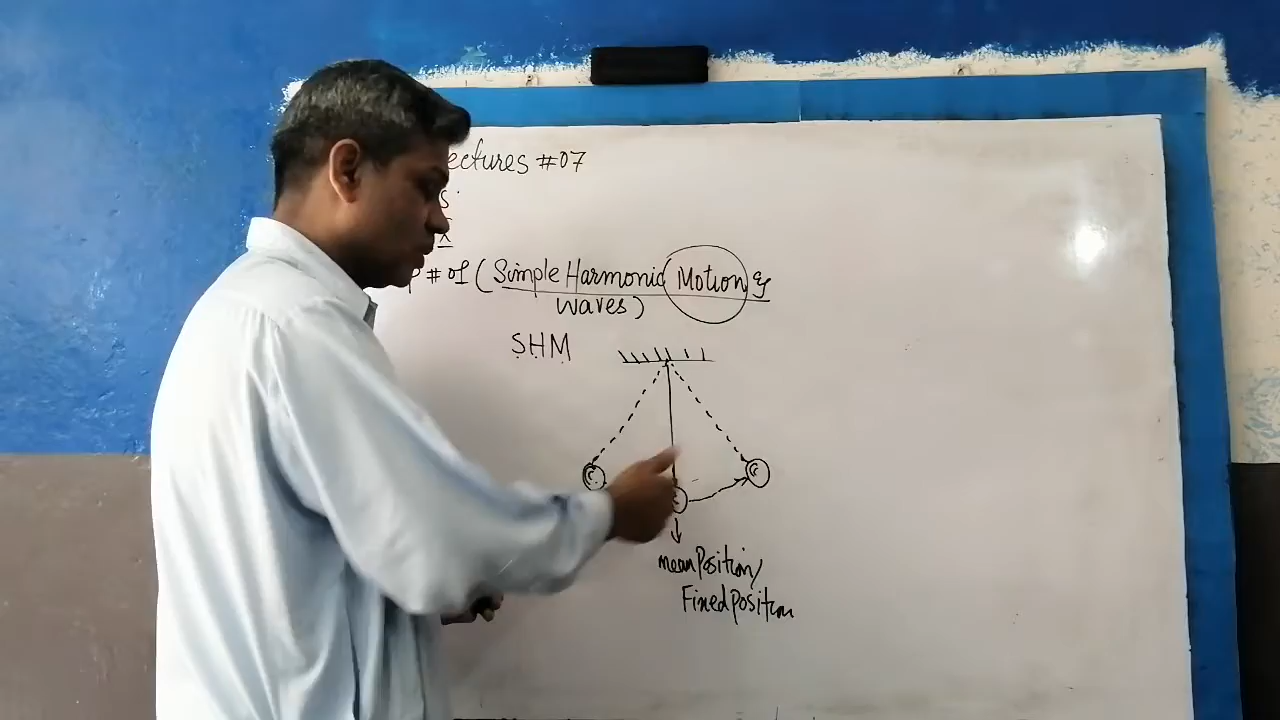 ectures #07
s
x
# 01 (Simple Harmonic Motion &
waves)
SHM
mean Position/
Fixed position